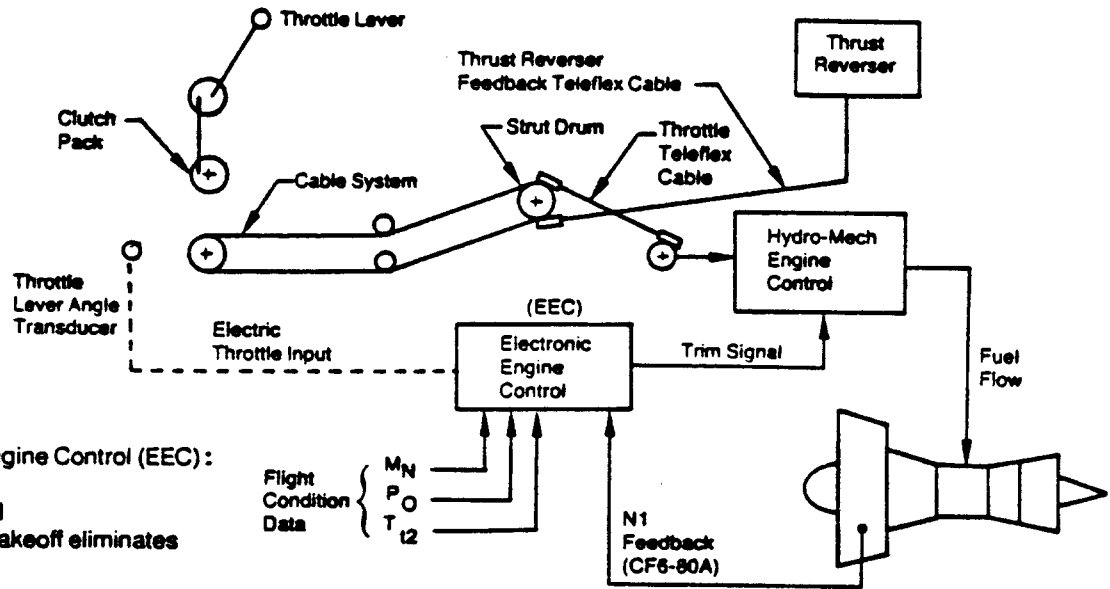 Throttle Lever
Clutch
Pack
Cable System
Thrust Reverser
Feedback Teleflex Cable
Strut Drum
Throttle
Teleflex
Cable
Thrust
Reverser
Throttle
Lever Angle
Transducer
Electric
Throttle Input
(EEC)
Electronic
Engine
Control
Trim Signal
Hydro-Mech
Engine
Control
Fuel
Flow
ngine Control (EEC) :
akeoff eliminates
Flight
Condition
Data
MN
PO
Tt2
N1
Feedback
(CF6-80A)